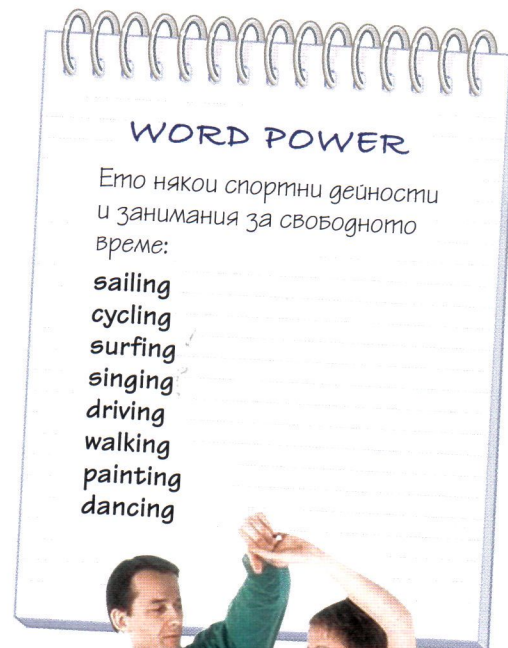 WORD POWER
Ето някои спортни дейности
и занимания за свободното
време:
sailing
cycling
surfing
singing
driving
walking
painting
dancing